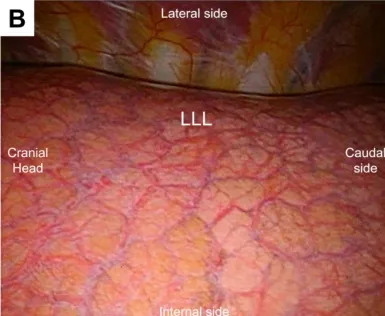 B
Lateral side
LLL
Cranial
Head
Caudal
side
Internal side